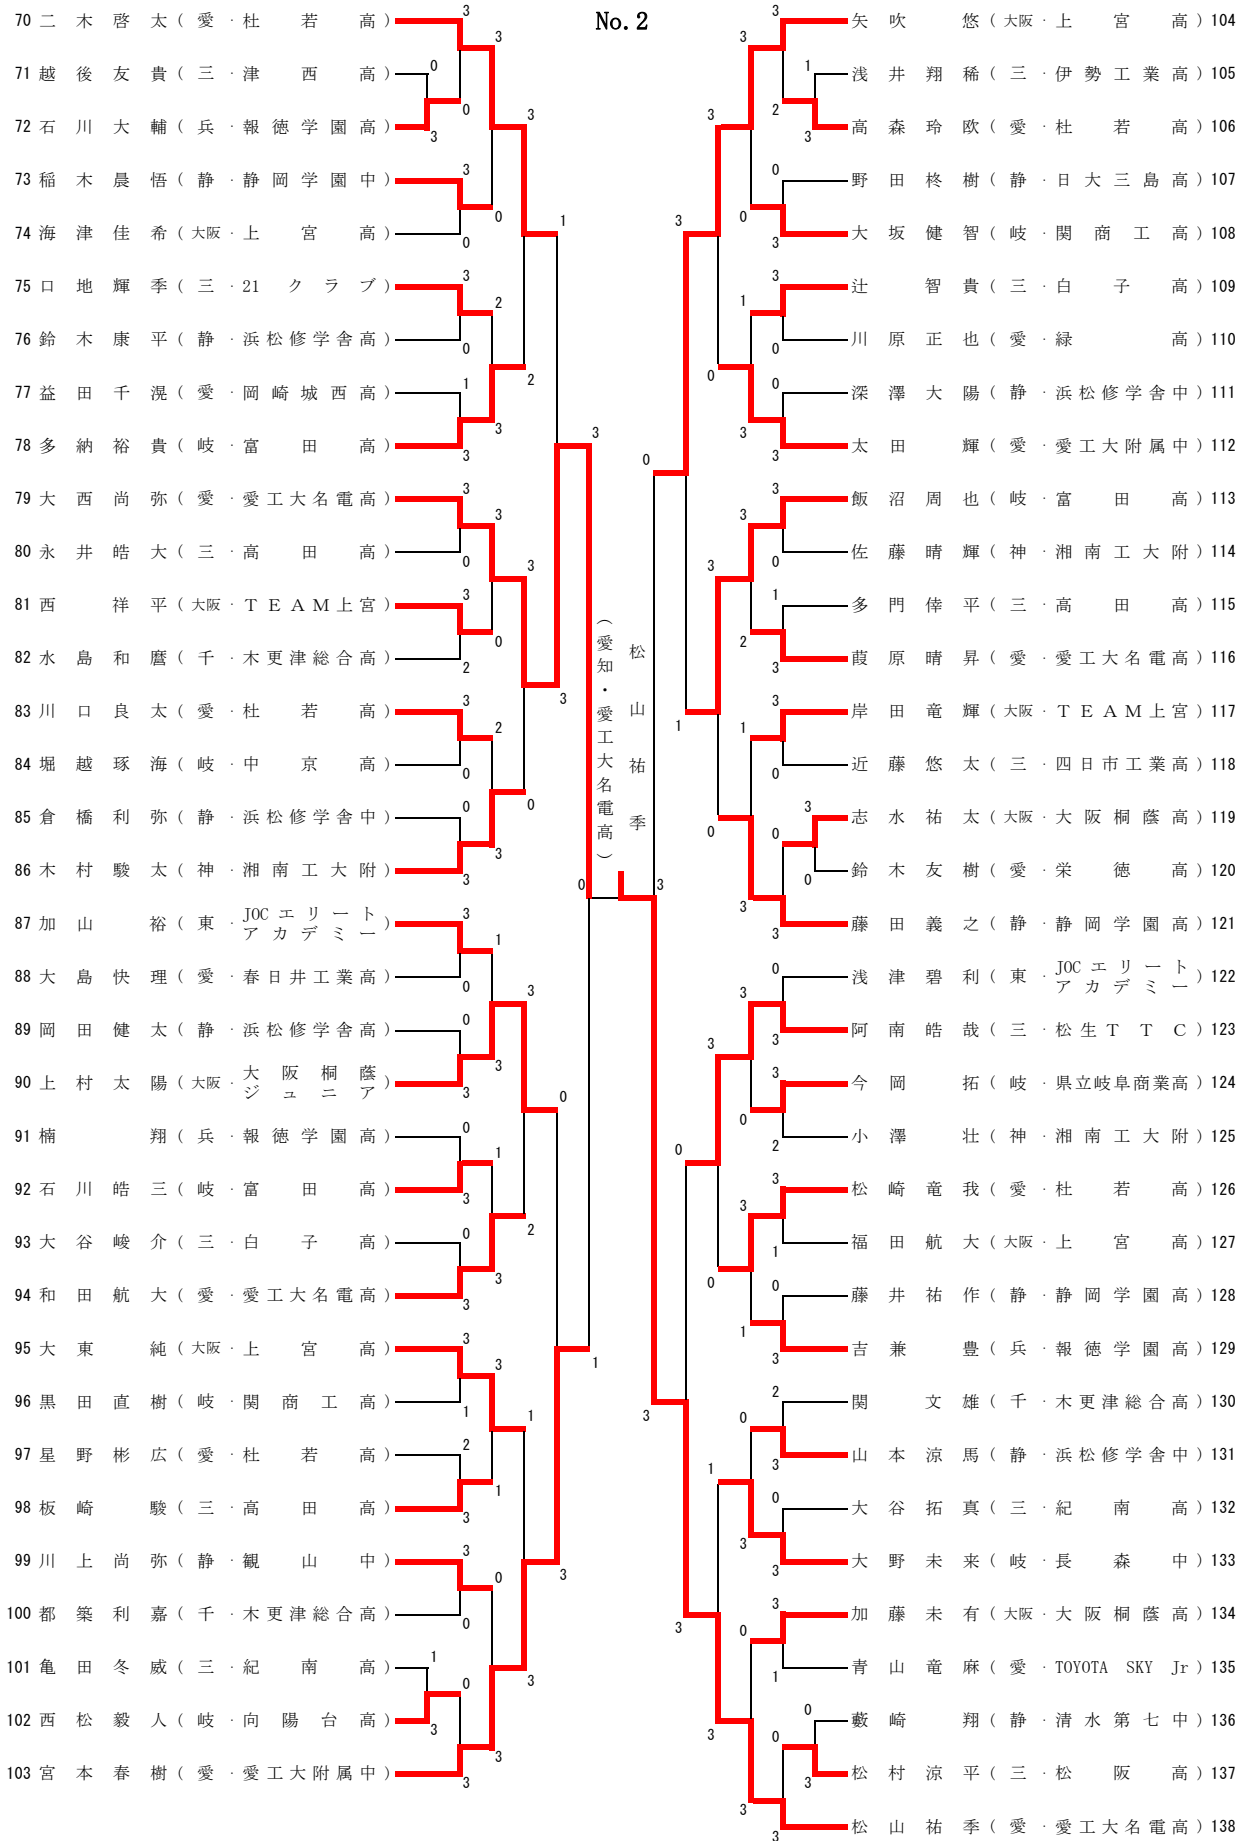 No. 2
70 二木啓太（愛・杜若高）
71 越後友貴（三・津西高）
72 石川大輔（兵・報徳学園高）
73 稲木晨悟（静・静岡学園中）
74 海津佳希（大阪・上宮高）
75 口地輝季（三・21クラブ）
76 鈴木康平（静・浜松修学舎高）
77 益田千滉（愛・岡崎城西高）
78 多納裕貴（岐・富田高）
79 大西尚弥（愛・愛工大名電高）
80 永井皓大（三・高田高）
81 西祥平（大阪・TEAM上宮）
82 水島和麿（千・木更津総合高）
83 川口良太（愛・杜若高）
84 堀越琢海（岐・中京高）
85 倉橋利弥（静・浜松修学舎中）
86 木村駿太（神・湘南工大附）
87 加山裕（東・JOCエリートアカデミー）
88 大島快理（愛・春日井工業高）
89 岡田健太（静・浜松修学舎高）
90 上村太陽（大阪・大阪桐蔭ジュニア）
91 楠翔（兵・報徳学園高）
92 石川皓三（岐・富田高）
93 大谷峻介（三・白子高）
94 和田航大（愛・愛工大名電高）
95 大東純（大阪・上宮高）
96 黒田直樹（岐・関商工高）
97 星野彬広（愛・杜若高）
98 板崎駿（三・高田高）
99 川上尚弥（静・観山中）
100 都築利嘉（千・木更津総合高）
101 亀田冬威（三・紀南高）
102 西松毅人（岐・向陽台高）
103 宮本春樹（愛・愛工大附属中）
松山祐季
（愛知・愛工大名電高）
矢吹悠（大阪・上宮高）104
浅井翔稀（三・伊勢工業高）105
高森玲欧（愛・杜若高）106
野田柊樹（静・日大三島高）107
大坂健智（岐・関商工高）108
辻智貴（三・白子高）109
川原正也（愛・緑高）110
深澤大陽（静・浜松修学舎中）111
太田輝（愛・愛工大附属中）112
飯沼周也（岐・富田高）113
佐藤晴輝（神・湘南工大附）114
多門倖平（三・高田高）115
葭原晴昇（愛・愛工大名電高）116
岸田竜輝（大阪・TEAM上宮）117
近藤悠太（三・四日市工業高）118
志水祐太（大阪・大阪桐蔭高）119
鈴木友樹（愛・栄徳高）120
藤田義之（静・静岡学園高）121
浅津碧利（東・JOCエリートアカデミー）122
阿南皓哉（三・松生TTC）123
今岡拓（岐・県立岐阜商業高）124
小澤壮（神・湘南工大附）125
松崎竜我（愛・杜若高）126
福田航大（大阪・上宮高）127
藤井祐作（静・静岡学園高）128
吉兼豊（兵・報徳学園高）129
関文雄（千・木更津総合高）130
山本涼馬（静・浜松修学舎中）131
大谷拓真（三・紀南高）132
大野未来（岐・長森中）133
加藤未有（大阪・大阪桐蔭高）134
青山竜麻（愛・TOYOTA SKY Jr）135
藪崎翔（静・清水第七中）136
松村涼平（三・松阪高）137
松山祐季（愛・愛工大名電高）138